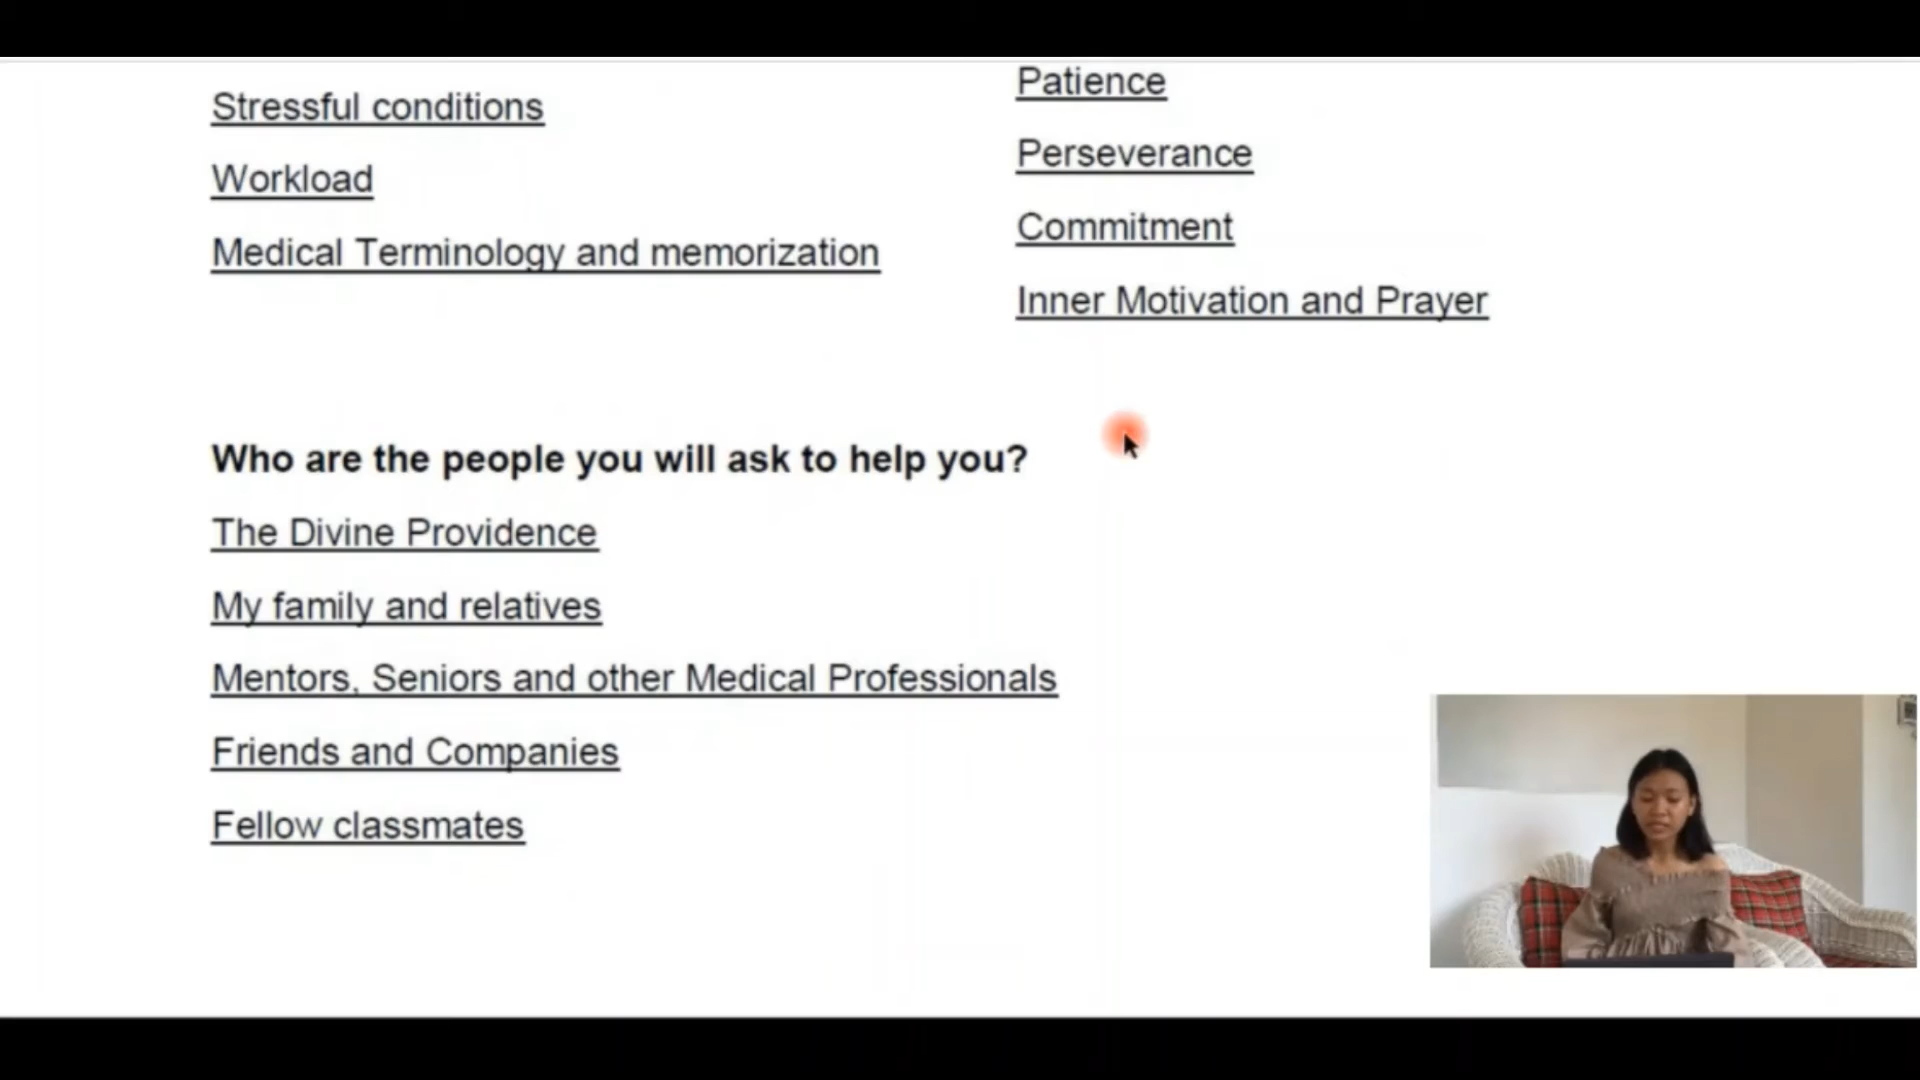 Stressful conditions
Workload
Medical Terminology and memorization
Patience
Perseverance
Commitment
Inner Motivation and Prayer
Who are the people you will ask to help you?
The Divine Providence
My family and relatives
Mentors, Seniors and other Medical Professionals
Friends and Companies
Fellow classmates